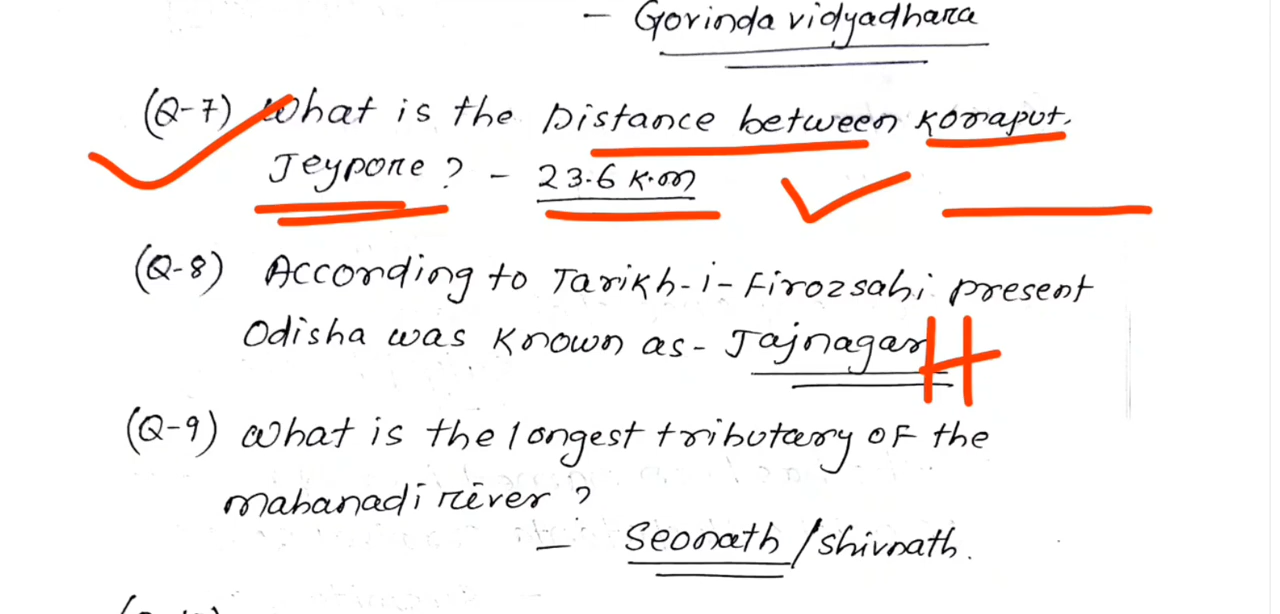 - Govinda vidyadhara
(Q-7) What is the Distance between Koraput,
Jeypore? - 23.6 K.m
(Q-8) According to Tarikh-i-Firozsahi present
Odisha was known as - Jajnagar H
(Q-9) What is the longest tributary of the
mahanadi river?
- Seonath/shivnath.